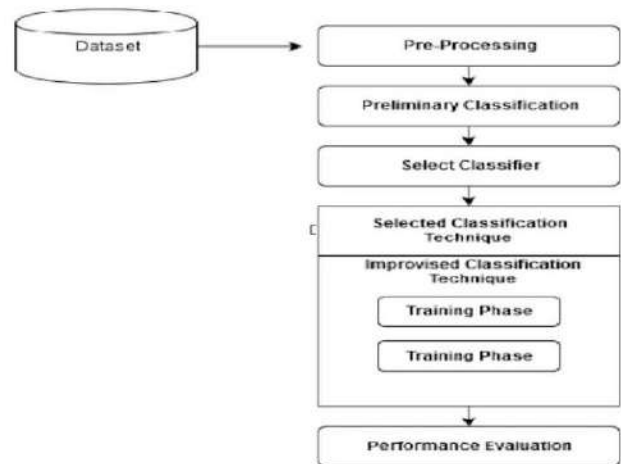 Dataset
Pre-Processing
Preliminary Classification
Select Classifier
Selected Classification
Technique
Improvised Classification
Technique
Training Phase
Training Phase
Performance Evaluation